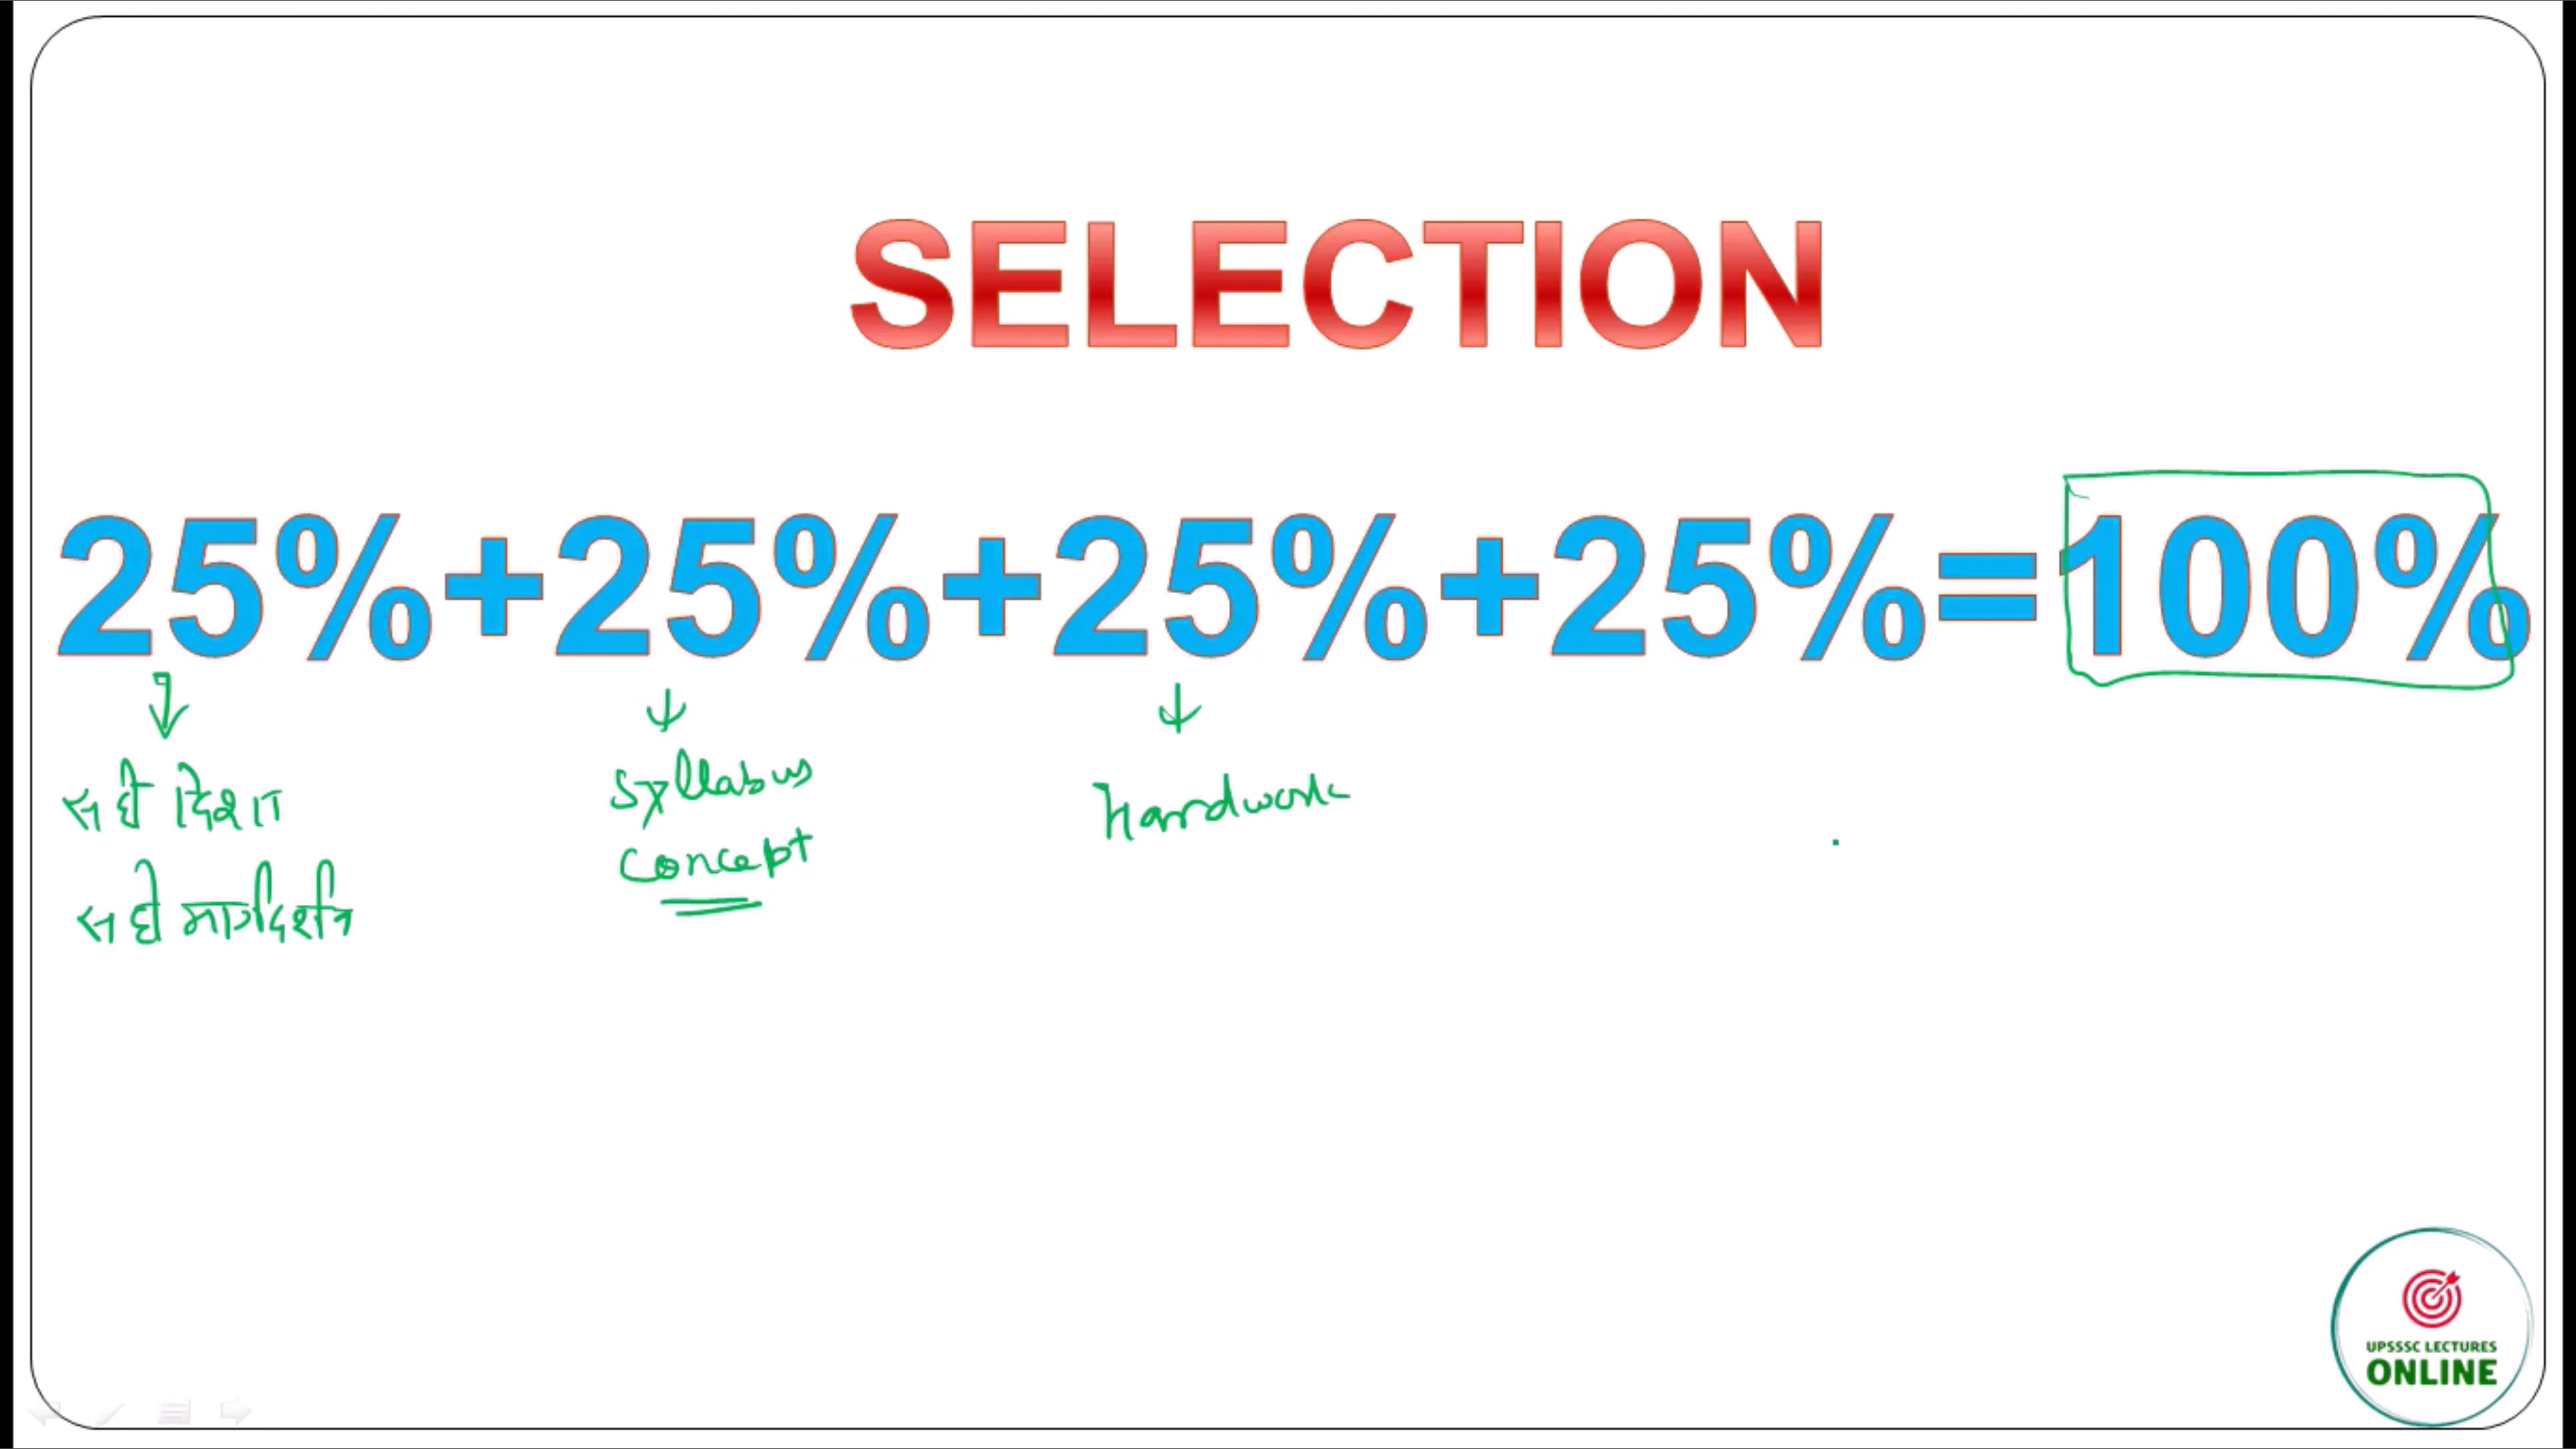 SELECTION
25%+25%+25%+25%=100%
सही दिशा
सही मार्गदर्शन
Syllabus
Concept
hardwork
UPSSSC LECTURES
ONLINE